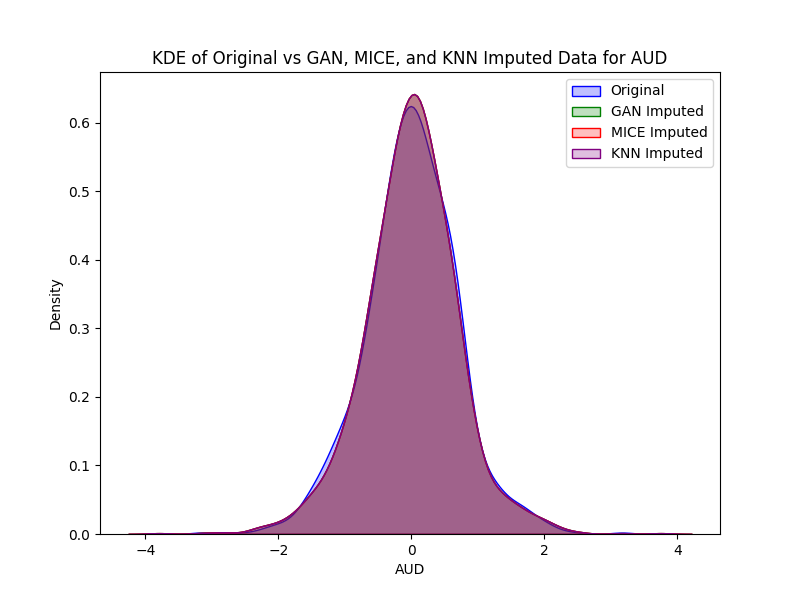 KDE of Original vs GAN, MICE, and KNN Imputed Data for AUD
Original
GAN Imputed
MICE Imputed
KNN Imputed
Density
0.6
0.5
0.4
0.3
0.2
0.1
0.0
−4
−2
0
2
4
AUD